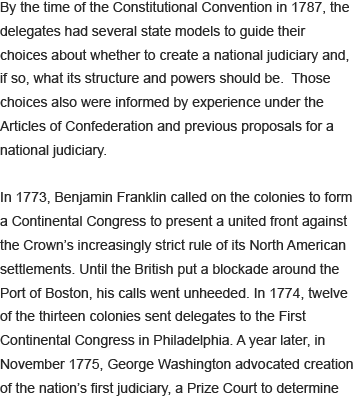 By the time of the Constitutional Convention in 1787, the
delegates had several state models to guide their
choices about whether to create a national judiciary and,
if so, what its structure and powers should be.  Those
choices also were informed by experience under the
Articles of Confederation and previous proposals for a
national judiciary.

In 1773, Benjamin Franklin called on the colonies to form
a Continental Congress to present a united front against
the Crown’s increasingly strict rule of its North American
settlements. Until the British put a blockade around the
Port of Boston, his calls went unheeded. In 1774, twelve
of the thirteen colonies sent delegates to the First
Continental Congress in Philadelphia. A year later, in
November 1775, George Washington advocated creation
of the nation’s first judiciary, a Prize Court to determine